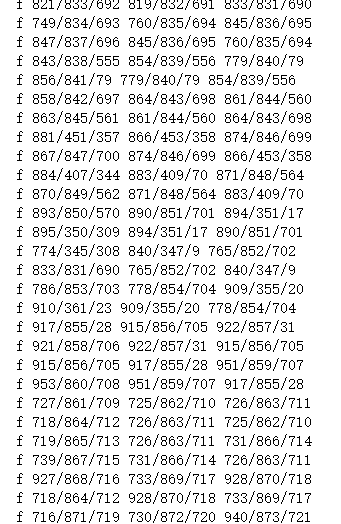 f 821/833/692 819/832/691 833/831/690
f 749/834/693 760/835/694 845/836/695
f 847/837/696 845/836/695 760/835/694
f 843/838/555 854/839/556 779/840/79
f 856/841/79 779/840/79 854/839/556
f 858/842/697 864/843/698 861/844/560
f 863/845/561 861/844/560 864/843/698
f 881/451/357 866/453/358 874/846/699
f 867/847/700 874/846/699 866/453/358
f 884/407/344 883/409/70 871/848/564
f 870/849/562 871/848/564 883/409/70
f 893/850/570 890/851/701 894/351/17
f 895/350/309 894/351/17 890/851/701
f 774/345/308 840/347/9 765/852/702
f 833/831/690 765/852/702 840/347/9
f 786/853/703 778/854/704 909/355/20
f 910/361/23 909/355/20 778/854/704
f 917/855/28 915/856/705 922/857/31
f 921/858/706 922/857/31 915/856/705
f 915/856/705 917/855/28 951/859/707
f 953/860/708 951/859/707 917/855/28
f 727/861/709 725/862/710 726/863/711
f 718/864/712 726/863/711 725/862/710
f 719/865/713 726/863/711 731/866/714
f 739/867/715 731/866/714 726/863/711
f 927/868/716 733/869/717 928/870/718
f 718/864/712 928/870/718 733/869/717
f 716/871/719 730/872/720 940/873/721